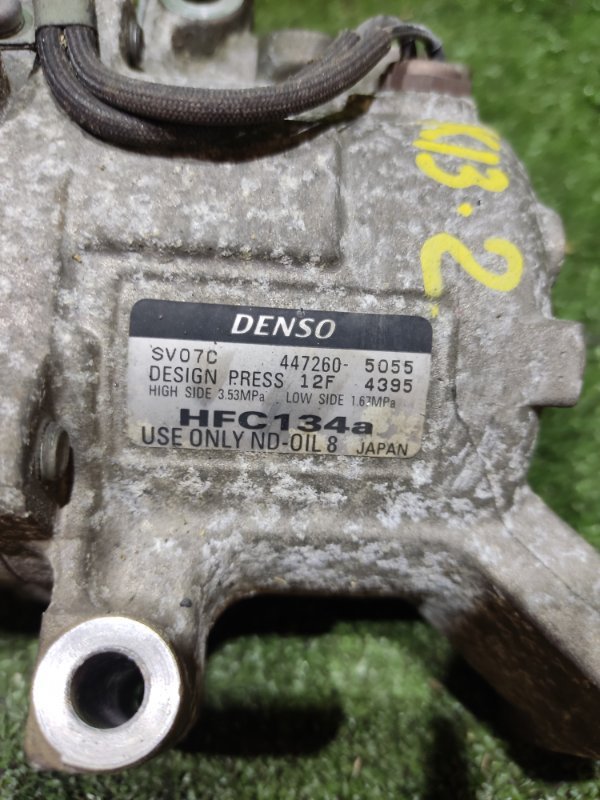 K13.2
DENSO
SV07C 447260-5055
DESIGN PRESS 12F 4395
HIGH SIDE 3.53MPa LOW SIDE 1.63MPa
HFC134a
USE ONLY ND-OIL 8 JAPAN